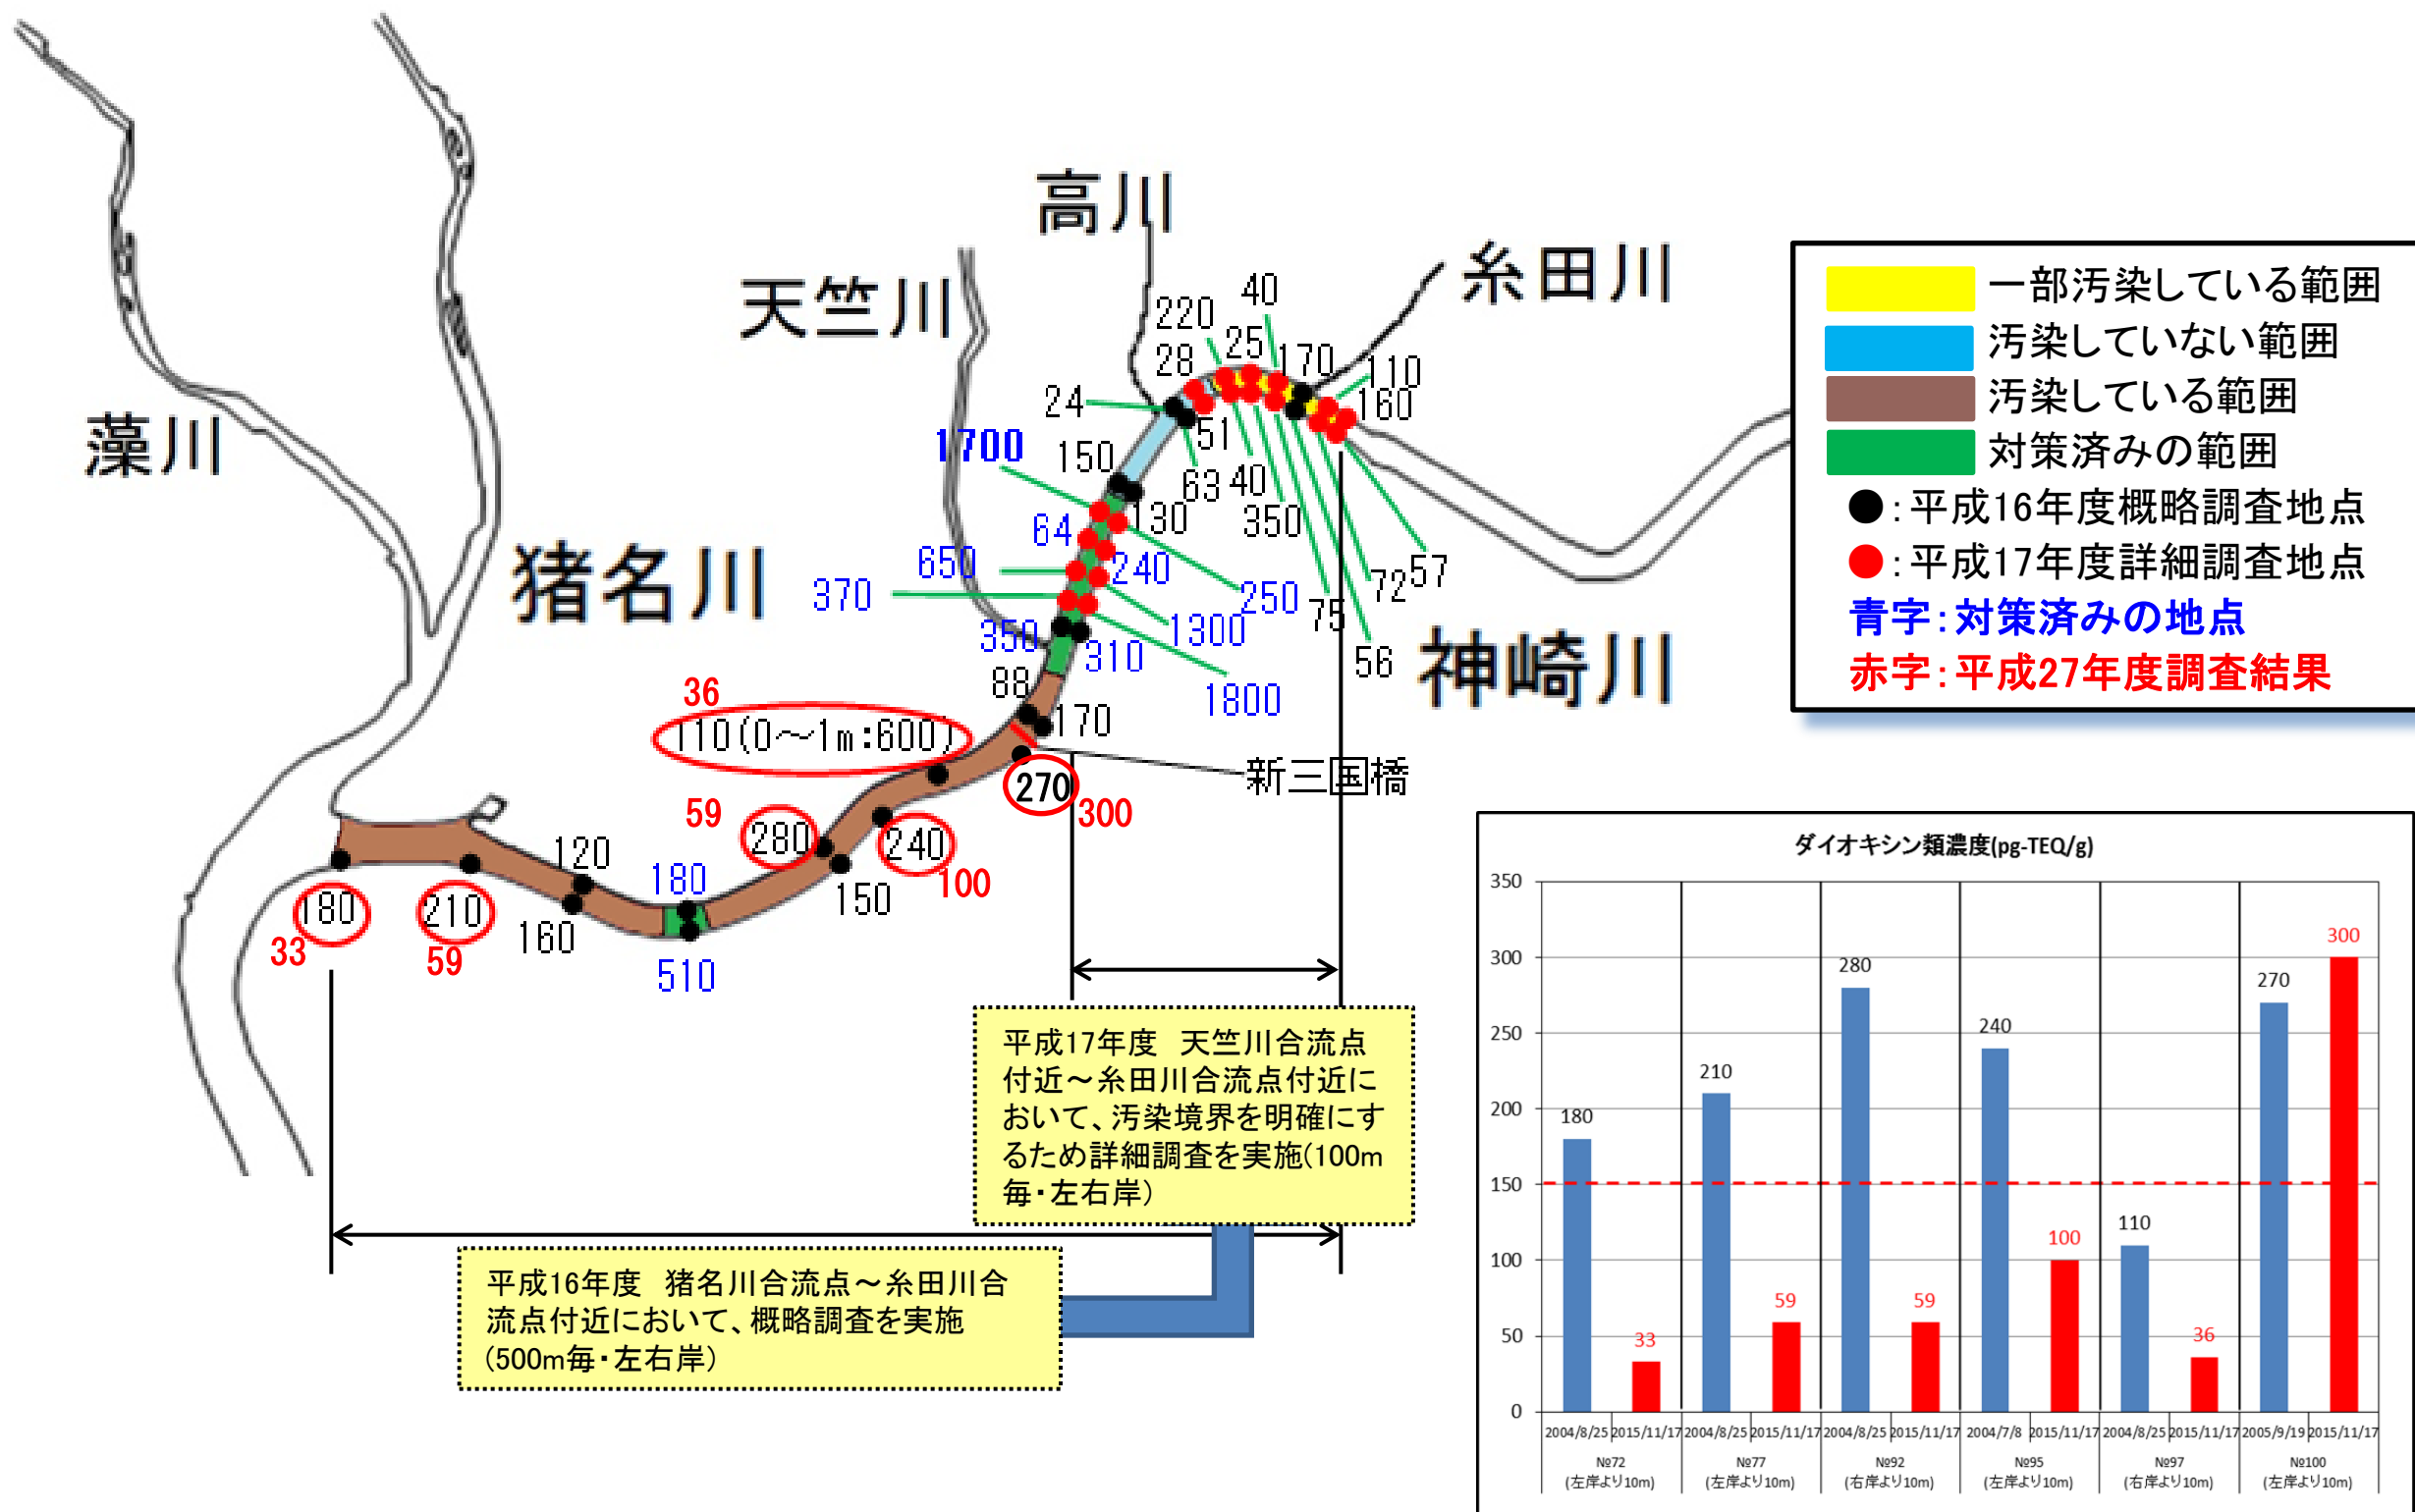 高川
糸田川
天竺川
藻川
猪名川
神崎川
新三国橋
40
220
25
170
28
110
160
24
51
1700
150
63
40
130
350
64
650
240
57
72
370
250
75
1300
350
310
56
88
1800
36
110(0～1m:600)
170
270
59
300
280
240
120
180
100
150
180
210
160
33
59
510
一部汚染している範囲
汚染していない範囲
汚染している範囲
対策済みの範囲
●:平成16年度概略調査地点
●:平成17年度詳細調査地点
青字:対策済みの地点
赤字:平成27年度調査結果
平成17年度　天竺川合流点
付近～糸田川合流点付近に
おいて、汚染境界を明確にす
るため詳細調査を実施(100m
毎・左右岸)
平成16年度　猪名川合流点～糸田川合
流点付近において、概略調査を実施
(500m毎・左右岸)
ダイオキシン類濃度(pg-TEQ/g)
350
300
250
200
150
100
50
0
180
33
210
59
280
59
240
100
110
36
270
300
2004/8/25 2015/11/17 2004/8/25 2015/11/17 2004/8/25 2015/11/17 2004/7/8 2015/11/17 2004/8/25 2015/11/17 2005/9/19 2015/11/17
№72 №77 №92 №95 №97 №100
(左岸より10m) (左岸より10m) (右岸より10m) (左岸より10m) (右岸より10m) (左岸より10m)